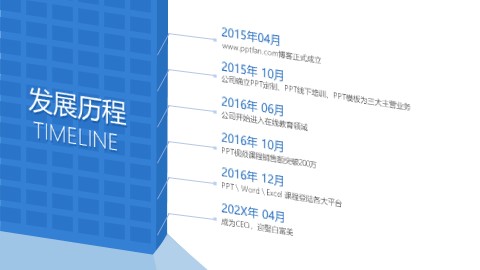 发展历程
TIMELINE
2015年04月
www.pptfan.com博客正式成立
2015年 10月
公司确立PPT定制、PPT线下培训、PPT模板为三大主营业务
2016年 06月
公司开始进入在线教育领域
2016年 10月
PPT视频课程销售额突破200万
2016年 12月
PPT \ Word \ Excel 课程登陆各大平台
202X年 04月
成为CEO，迎娶白富美